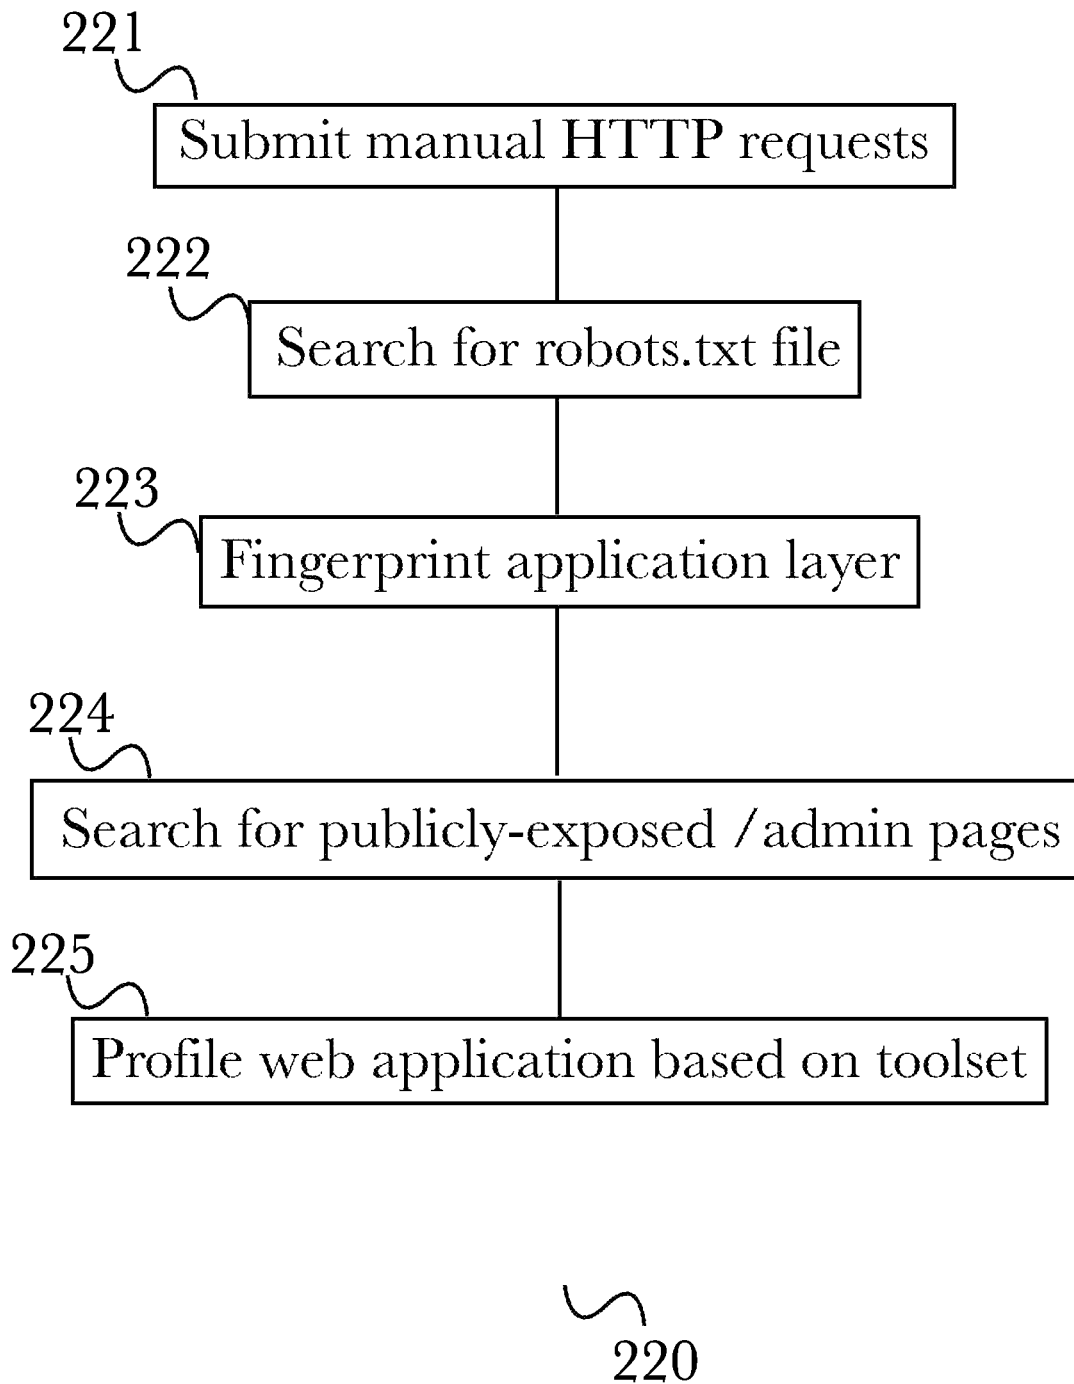 221
Submit manual HTTP requests
222
Search for robots.txt file
223
Fingerprint application layer
224
Search for publicly-exposed /admin pages
225
Profile web application based on toolset
220